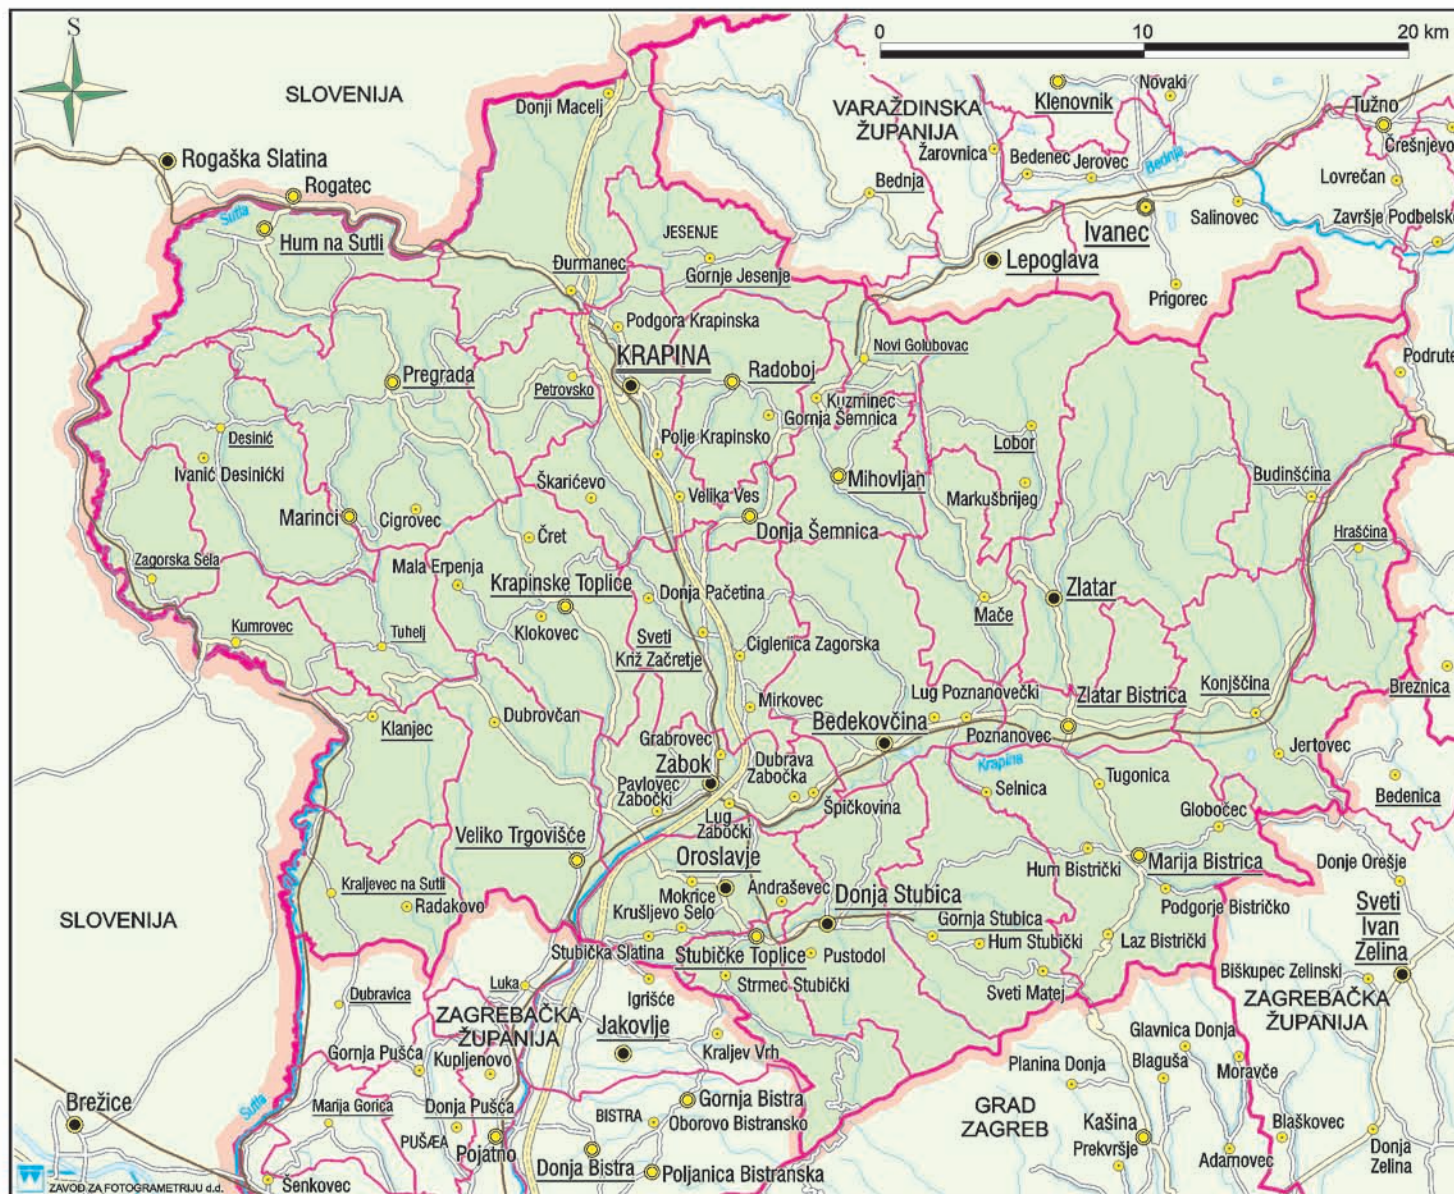 S
0
10
20 km
SLOVENIJA
Donji Macelj
VARAŽDINSKA
ŽUPANIJA
Klenovnik
Novaki
Tužno
Črešnjevo
Rogaška Slatina
Rogatec
Žarovnica
Bedenec
Jerovec
Bednja
Lovrečan
Bednja
Salinovec
Završje Podbelsko
Sutla
Hum na Sutli
JESENJE
Ivanec
Đurmanec
Gornje Jesenje
Lepoglava
Prigorec
Podgora Krapinska
KRAPINA
Novi Golubovac
Podrute
Pregrada
Petrovsko
Radoboj
Kuzminec
Gornja Šemnica
Desinić
Polje Krapinsko
Lobor
Ivanić Desinićki
Škarićevo
Mihovljan
Budinšćina
Markušbrijeg
Velika Ves
Marinci
Cigrovec
Donja Šemnica
Čret
Hrašćina
Zagorska Sela
Mala Erpenja
Krapinske Toplice
Donja Pačetina
Zlatar
Mače
Klokovec
Kumrovec
Tuhelj
Sveti
Križ Začretje
Ciglenica Zagorska
Breznica
Lug Poznanovečki
Zlatar Bistrica
Konjščina
Mirkovec
Klanjec
Dubrovčan
Bedekovčina
Poznanovec
Grabrovec
Jertovec
Zabok
Dubrava
Zabočka
Krapina
Tugonica
Pavlovec
Zabočki
Selnica
Bedenica
Špičkovina
Lug
Zabočki
Globočec
Veliko Trgovišće
Oroslavje
Hum Bistrički
Marija Bistrica
Donje Orešje
Kraljevec na Sutli
Radakovo
Mokrice
Andraševec
Donja Stubica
Podgorje Bistričko
Sveti
Ivan
Zelina
SLOVENIJA
Krušljevo Selo
Gornja Stubica
Stubička Slatina
Stubičke Toplice
Hum Stubički
Laz Bistrički
Pustodol
Biškupec Zelinski
Luka
Igrišće
Strmec Stubički
Sveti Matej
Dubravica
ZAGREBAČKA
ŽUPANIJA
ZAGREBAČKA
ŽUPANIJA
Jakovlje
Kraljev Vrh
Glavnica Donja
Gornja Pušća
Kupljenovo
Planina Donja
Blaguša
Moravče
Brežice
Sutla
Marija Gorica
Donja Pušća
BISTRA
Gornja Bistra
Oborovo Bistransko
GRAD
ZAGREB
Kašina
Blaškovec
PUŠÆA
Pojatno
Prekvršje
Adamovec
Donja
Zelina
Donja Bistra
Poljanica Bistranska
Šenkovec
ZAVOD ZA FOTOGRAMETRIJU d.d.